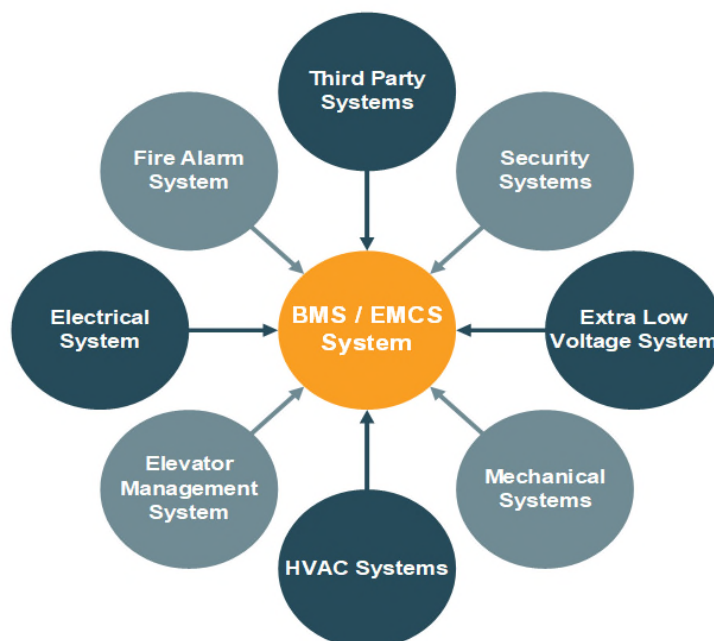 Third Party
Systems
Fire Alarm
System
Security
Systems
Electrical
System
BMS / EMCS
System
Extra Low
Voltage System
Elevator
Management
System
Mechanical
Systems
HVAC Systems